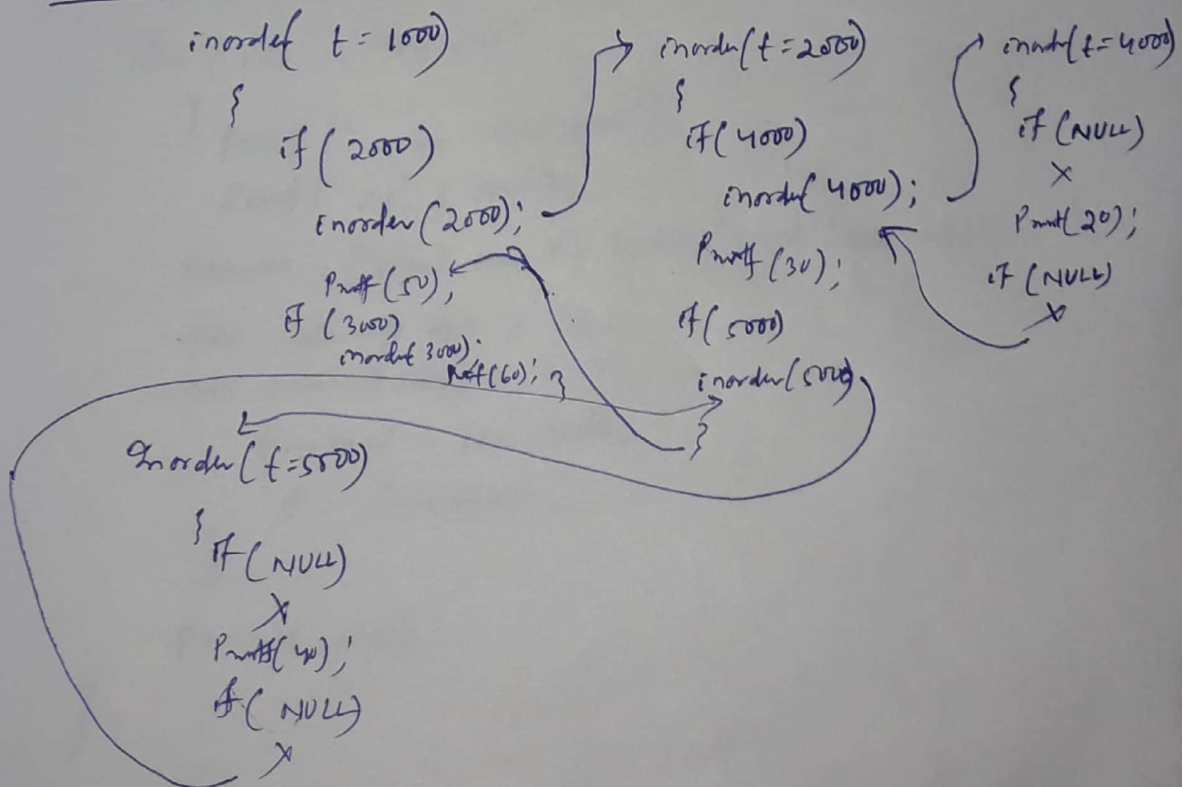 inorder( t = 1000)
{
if (2000)
inorder (2000);
Printf (50);
if (3000)
inorder( 3000);
Printf(60); }
inorder(t=2000)
{
if (4000)
inorder( 4000);
Printf (30);
if (5000)
inorder (5000)
}
inorder(t=4000)
{
if (NULL)
x
Printf(20);
if (NULL)
x
Inorder (t=5000)
{
if (NULL)
x
Printf(40);
if ( NULL)
x